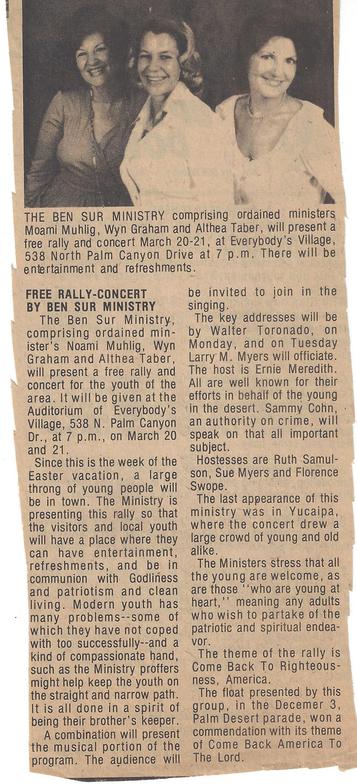 THE BEN SUR MINISTRY comprising ordained ministers
Moami Muhlig, Wyn Graham and Althea Taber, will present a
free rally and concert March 20-21, at Everybody's Village,
538 North Palm Canyon Drive at 7 p.m. There will be
entertainment and refreshments.
FREE RALLY-CONCERT
BY BEN SUR MINISTRY
The Ben Sur Ministry,
comprising ordained min-
ister's Noami Muhlig, Wyn
Graham and Althea Taber,
will present a free rally and
concert for the youth of the
area. It will be given at the
Auditorium of Everybody's
Village, 538 N. Palm Canyon
Dr., at 7 p.m., on March 20
and 21.
Since this is the week of the
Easter vacation, a large
throng of young people will
be in town. The Ministry is
presenting this rally so that
the visitors and local youth
will have a place where they
can have entertainment,
refreshments, and be in
communion with Godliness
and patriotism and clean
living. Modern youth has
many problems--some of
which they have not coped
with too successfully--and a
kind of compassionate hand,
such as the Ministry proffers
might help keep the youth on
the straight and narrow path.
It is all done in a spirit of
being their brother's keeper.
A combination will present
the musical portion of the
program. The audience will
be invited to join in the
singing.
The key addresses will be
by Walter Toronado, on
Monday, and on Tuesday
Larry M. Myers will officiate.
The host is Ernie Meredith.
All are well known for their
efforts in behalf of the young
in the desert. Sammy Cohn,
an authority on crime, will
speak on that all important
subject.
Hostesses are Ruth Samul-
son, Sue Myers and Florence
Swope.
The last appearance of this
ministry was in Yucaipa,
where the concert drew a
large crowd of young and old
alike.
The Ministers stress that all
the young are welcome, as
are those "who are young at
heart," meaning any adults
who wish to partake of the
patriotic and spiritual endea-
vor.
The theme of the rally is
Come Back To Righteous-
ness, America.
The float presented by this
group, in the Decemer 3,
Palm Desert parade, won a
commendation with its theme
of Come Back America To
The Lord.